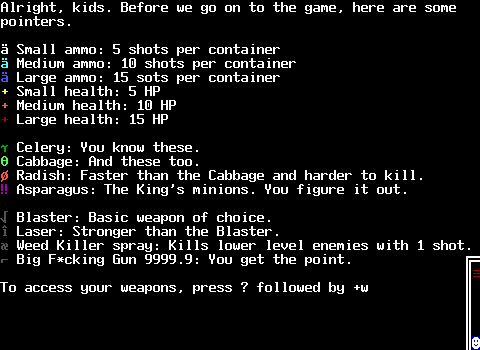 Alright, kids. Before we go on to the game, here are some
pointers.
ä Small ammo: 5 shots per container
ä Medium ammo: 10 shots per container
ä Large ammo: 15 sots per container
+ Small health: 5 HP
+ Medium health: 10 HP
+ Large health: 15 HP
γ Celery: You know these.
θ Cabbage: And these too.
ø Radish: Faster than the Cabbage and harder to kill.
‼ Asparagus: The King's minions. You figure it out.
√ Blaster: Basic weapon of choice.
î Laser: Stronger than the Blaster.
Weed Killer spray: Kills lower level enemies with 1 shot.
⌐ Big F*cking Gun 9999.9: You get the point.
To access your weapons, press ? followed by +w